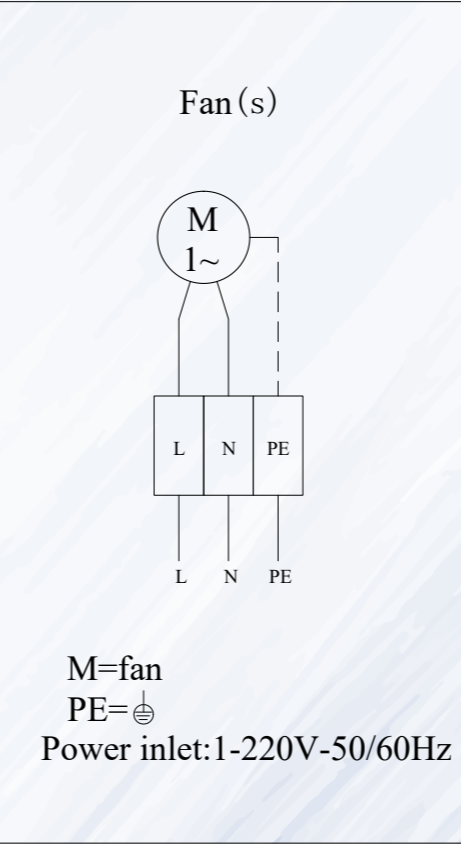 Fan(s)
M
1~
L N PE
L N PE
M=fan
PE=⏚
Power inlet:1-220V-50/60Hz